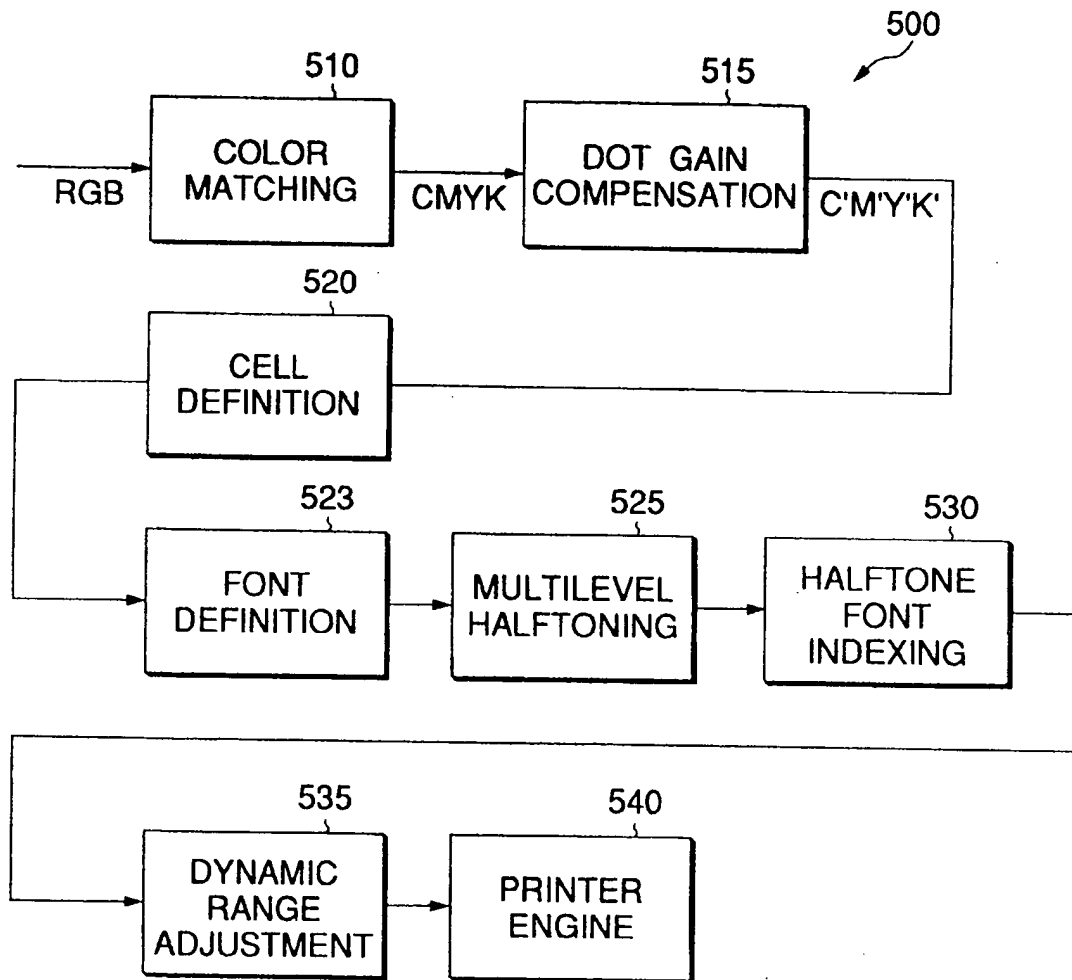 500
510
COLOR
MATCHING
515
DOT GAIN
COMPENSATION
RGB
CMYK
C'M'Y'K'
520
CELL
DEFINITION
523
FONT
DEFINITION
525
MULTILEVEL
HALFTONING
530
HALFTONE
FONT
INDEXING
535
DYNAMIC
RANGE
ADJUSTMENT
540
PRINTER
ENGINE